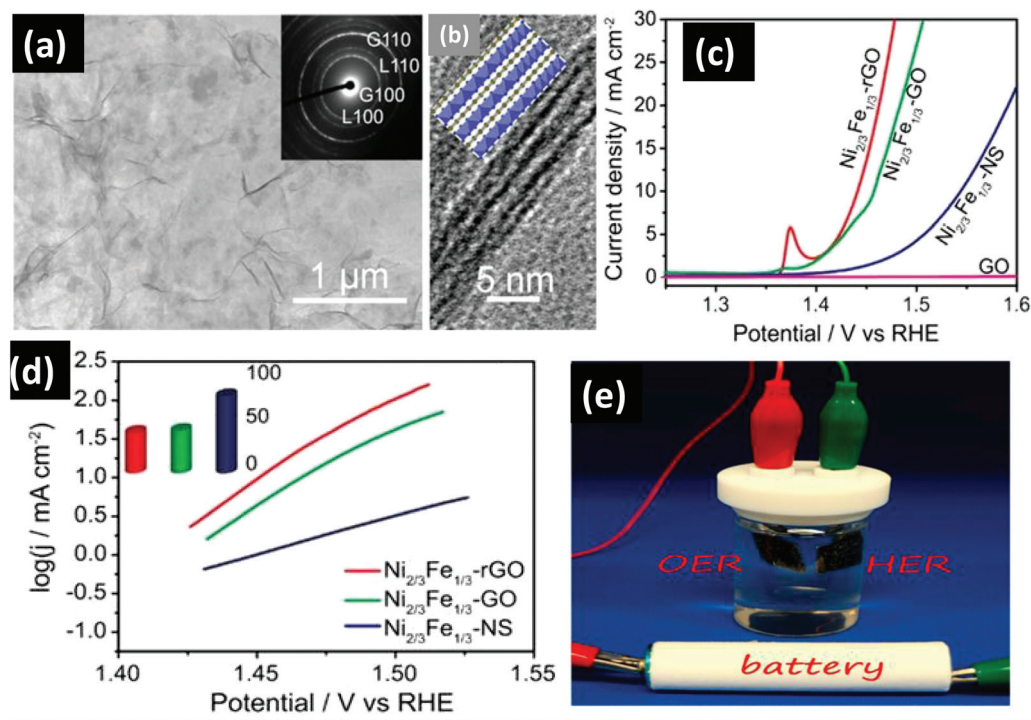 (a)
G110
L110
G100
L100
1 µm
(b)
5 nm
(c)
Current density / mA cm⁻²
30
25
20
15
10
5
0
Ni₂/₃Fe₁/₃-rGO
Ni₂/₃Fe₁/₃-GO
Ni₂/₃Fe₁/₃-NS
GO
1.3 1.4 1.5 1.6
Potential / V vs RHE
(d)
log(j / mA cm⁻²)
2.5
2.0
1.5
1.0
0.5
0.0
-0.5
-1.0
100
50
0
Ni₂/₃Fe₁/₃-rGO
Ni₂/₃Fe₁/₃-GO
Ni₂/₃Fe₁/₃-NS
1.40 1.45 1.50 1.55
Potential / V vs RHE
(e)
OER HER
battery